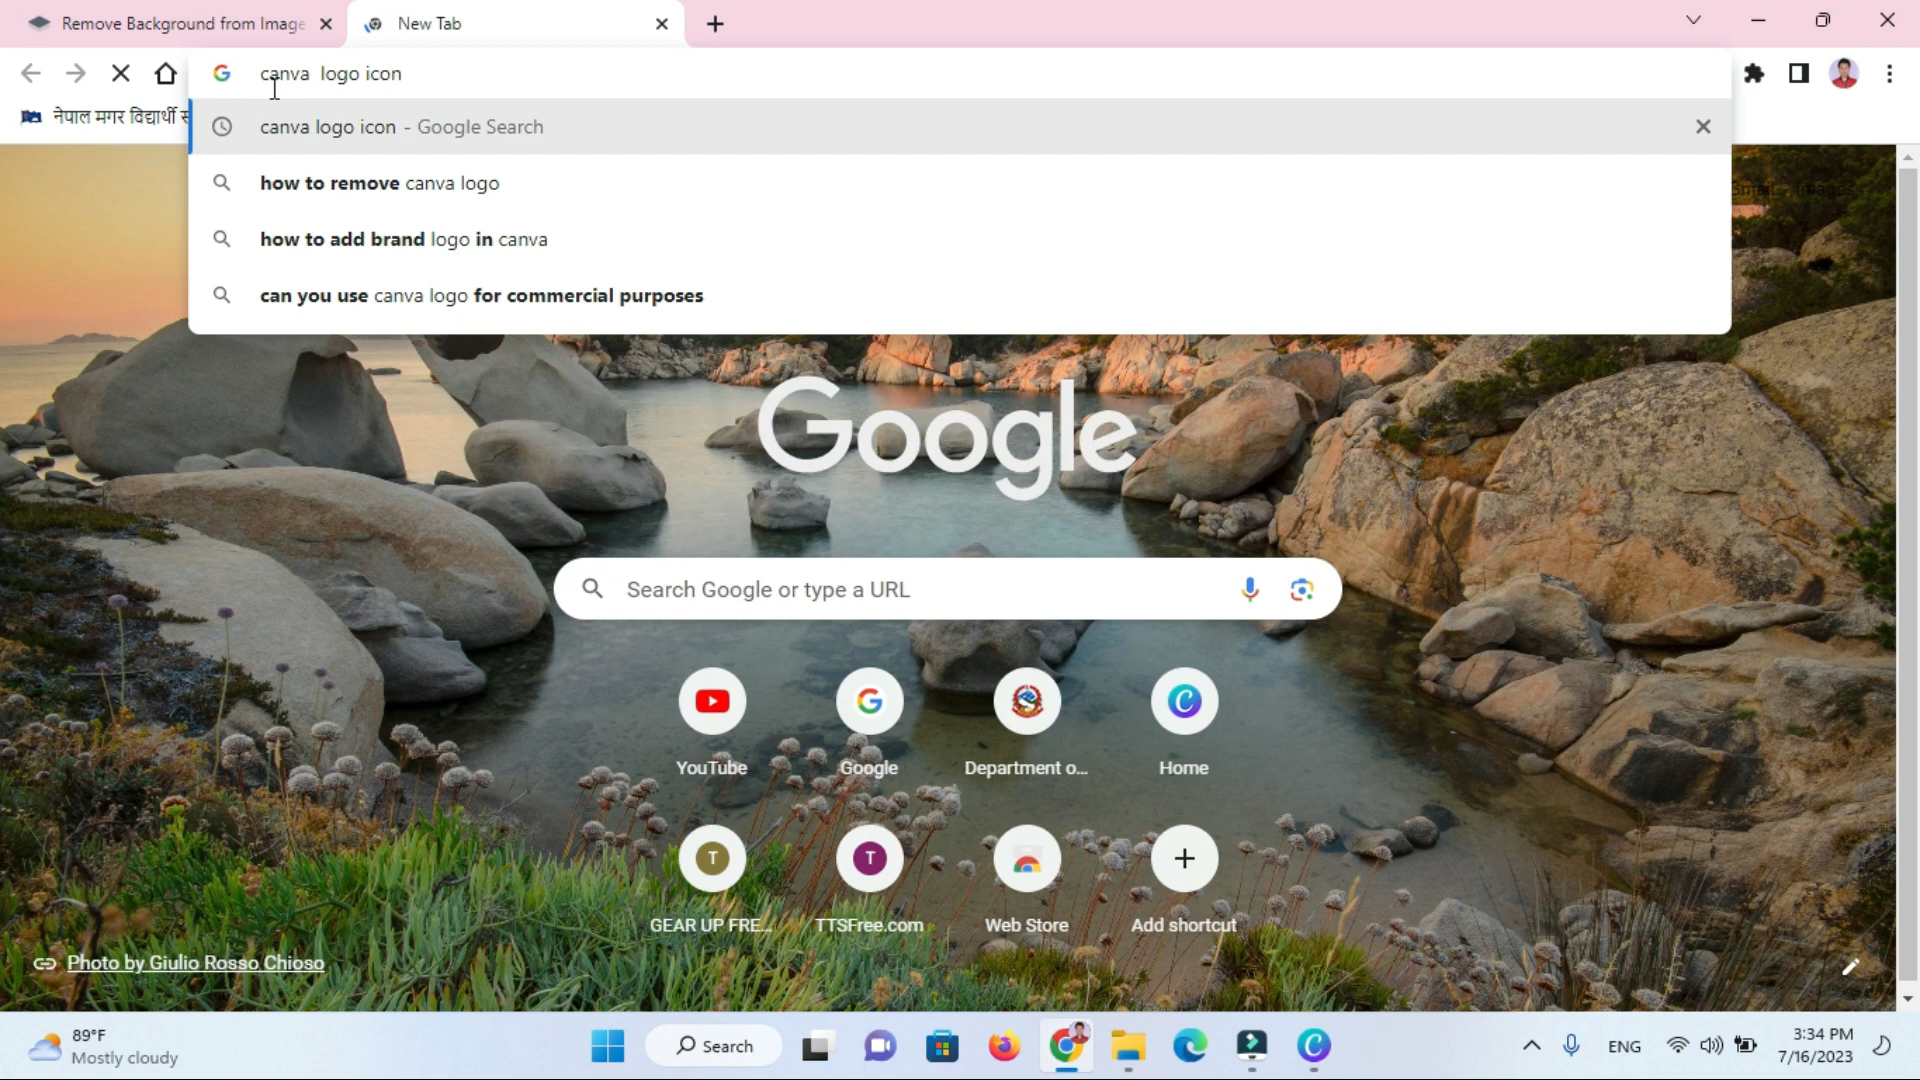 Remove Background from Image
New Tab
canva  logo icon
नेपाल मगर विद्यार्थी
canva logo icon - Google Search
how to remove canva logo
how to add brand logo in canva
can you use canva logo for commercial purposes
Gmail Images
Google
Search Google or type a URL
YouTube
Google
Department o...
Home
T
T
GEAR UP FRE...
TTSFree.com
Web Store
Add shortcut
Photo by Giulio Rosso Chioso
89°F
Mostly cloudy
Search
ENG
3:34 PM
7/16/2023